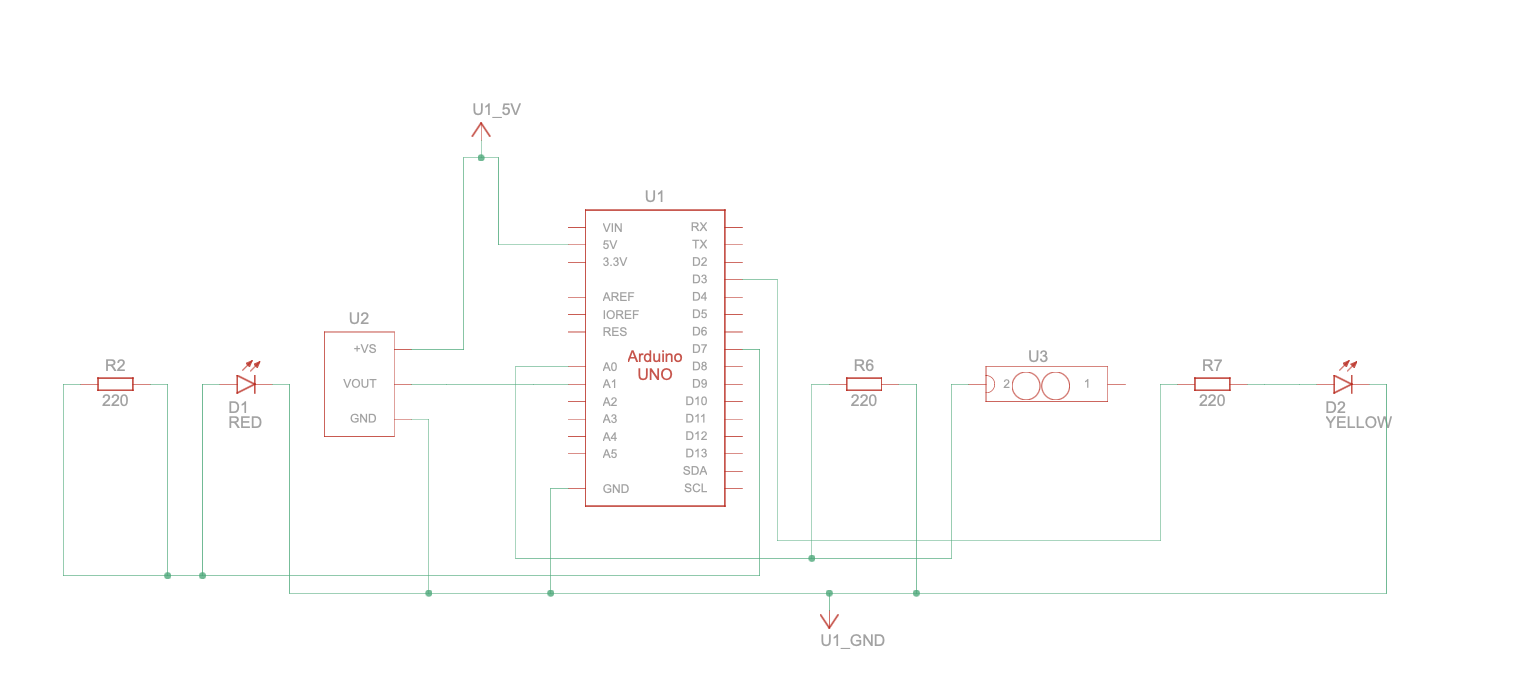 U1_5V
U1
VIN
RX
5V
TX
3.3V
D2
D3
AREF
D4
IOREF
D5
RES
D6
U2
+VS
D7
Arduino
UNO
R2
220
D1
RED
VOUT
GND
A0
D8
A1
D9
A2
D10
A3
D11
A4
D12
A5
D13
SDA
GND
SCL
R6
220
U3
2
1
R7
220
D2
YELLOW
U1_GND